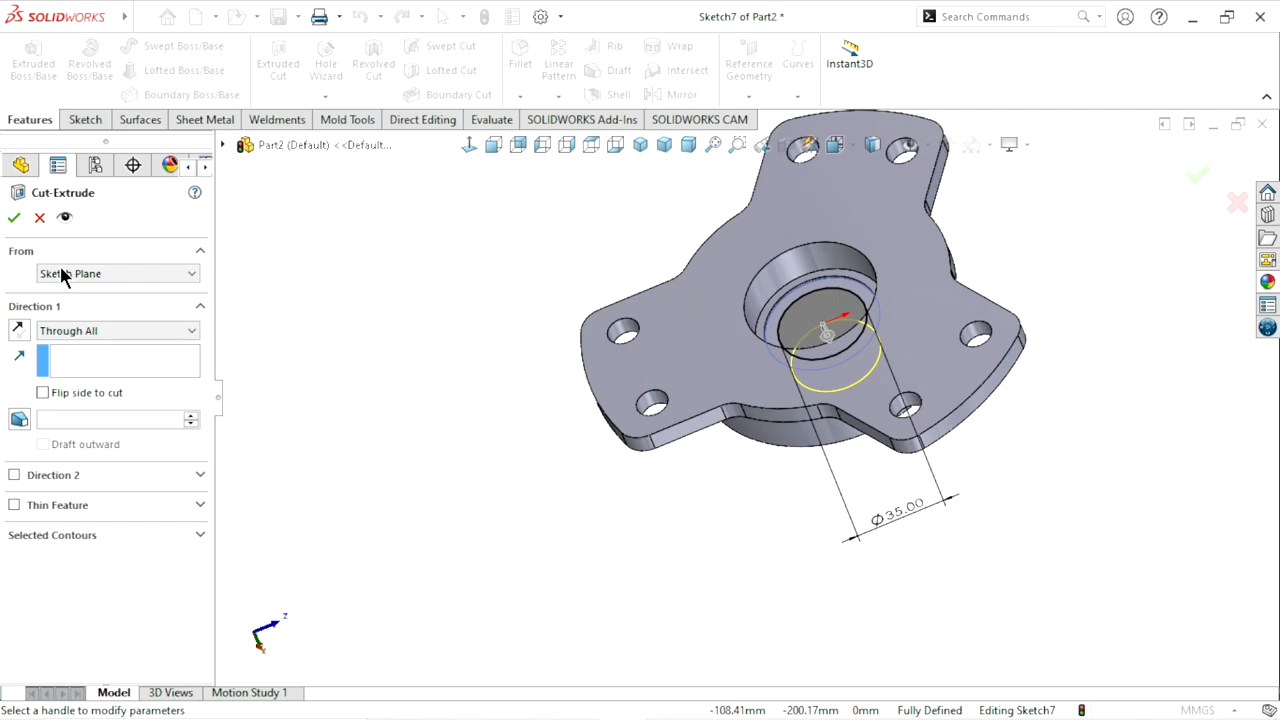 SOLIDWORKS
Sketch7 of Part2 *
Search Commands
Extruded Boss/Base
Revolved Boss/Base
Swept Boss/Base
Lofted Boss/Base
Boundary Boss/Base
Extruded Cut
Hole Wizard
Revolved Cut
Swept Cut
Lofted Cut
Boundary Cut
Fillet
Linear Pattern
Rib
Draft
Shell
Wrap
Intersect
Mirror
Reference Geometry
Curves
Instant3D
Features
Sketch
Surfaces
Sheet Metal
Weldments
Mold Tools
Direct Editing
Evaluate
SOLIDWORKS Add-Ins
SOLIDWORKS CAM
Part2 (Default) <<Default...
Cut-Extrude
From
Sketch Plane
Direction 1
Through All
Flip side to cut
Draft outward
Direction 2
Thin Feature
Selected Contours
Ø35.00
z
Model
3D Views
Motion Study 1
Select a handle to modify parameters
-108.41mm
-200.17mm
0mm
Fully Defined
Editing Sketch7
MMGS